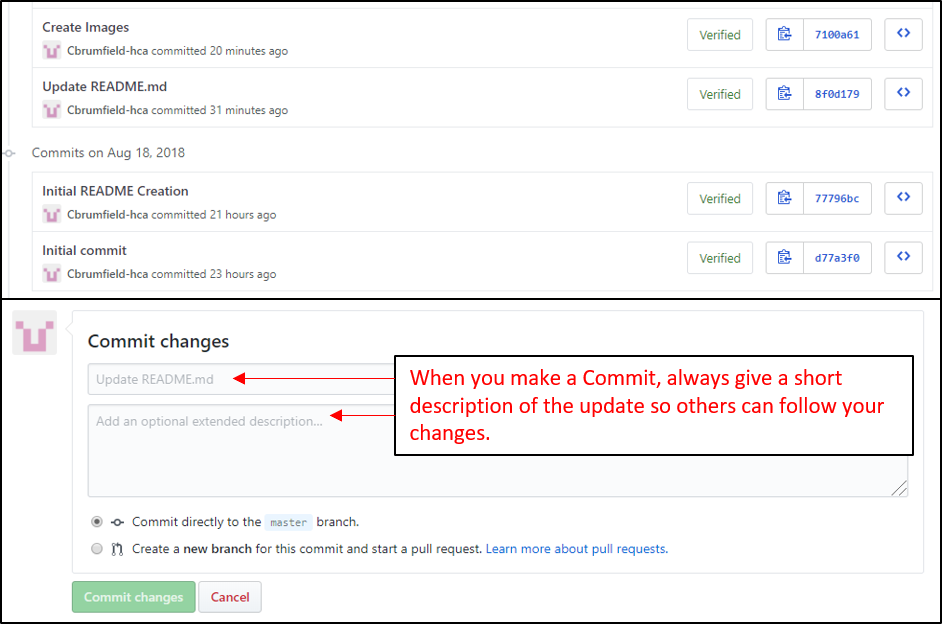 Create Images
Cbrumfield-hca committed 20 minutes ago
Verified
7100a61
Update README.md
Cbrumfield-hca committed 31 minutes ago
Verified
8f0d179
Commits on Aug 18, 2018
Initial README Creation
Cbrumfield-hca committed 21 hours ago
Verified
77796bc
Initial commit
Cbrumfield-hca committed 23 hours ago
Verified
d77a3f0
Commit changes
Update README.md
Add an optional extended description...
When you make a Commit, always give a short
description of the update so others can follow your
changes.
Commit directly to the master branch.
Create a new branch for this commit and start a pull request. Learn more about pull requests.
Commit changes
Cancel